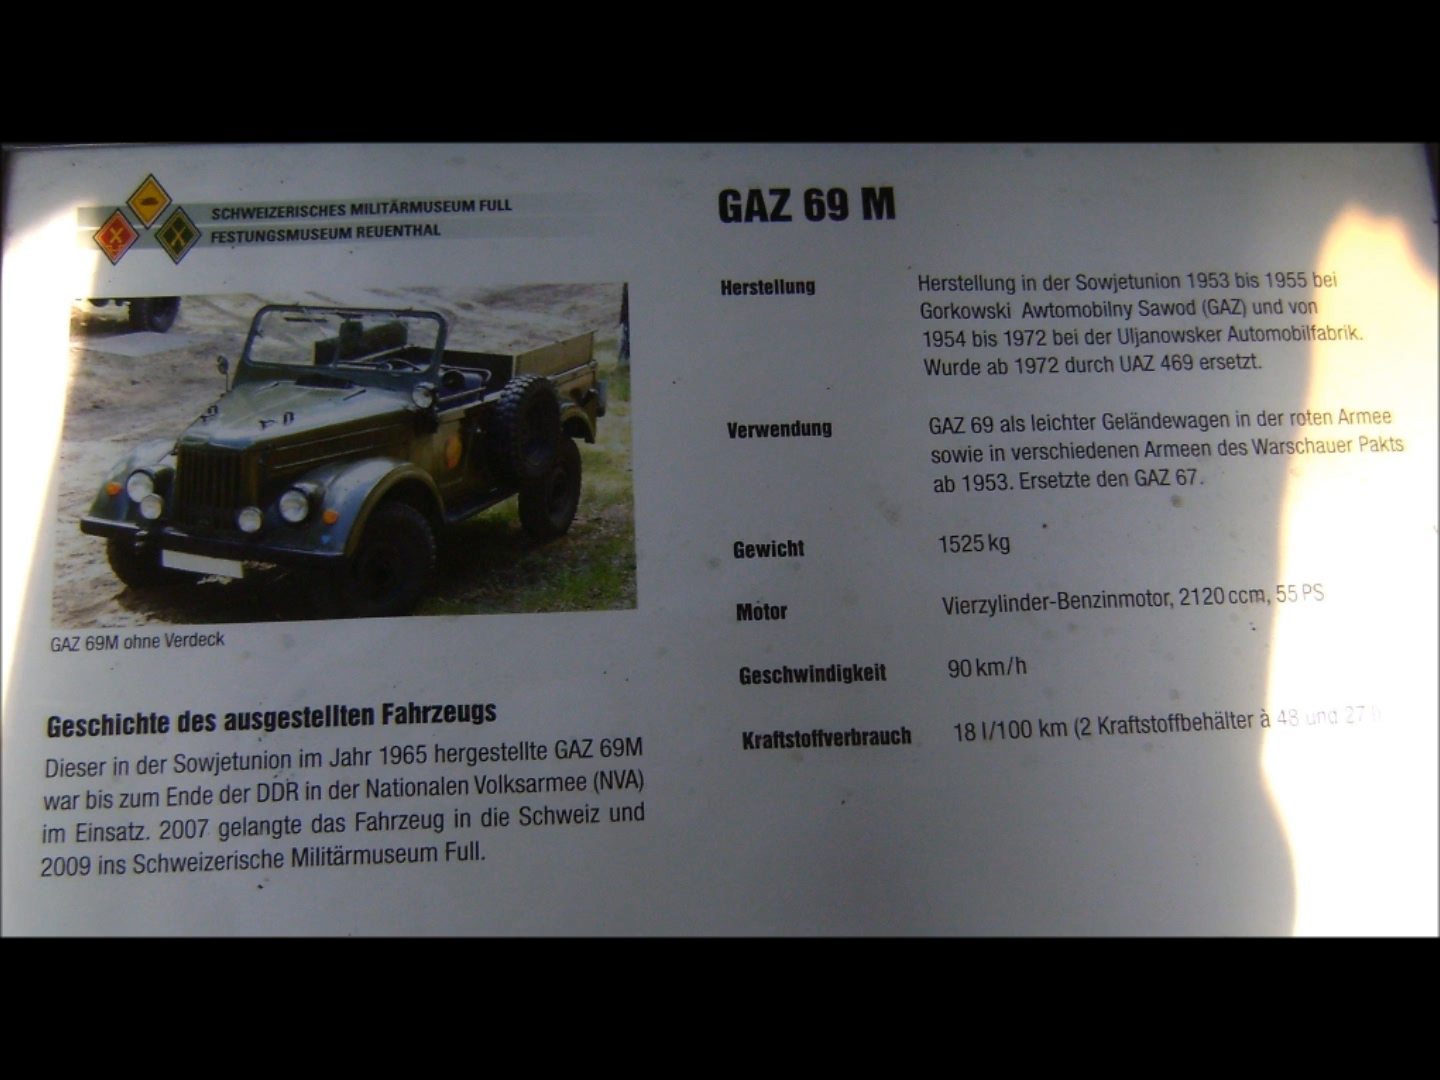 SCHWEIZERISCHES MILITÄRMUSEUM FULL
FESTUNGSMUSEUM REUENTHAL
GAZ 69M ohne Verdeck
Geschichte des ausgestellten Fahrzeugs
Dieser in der Sowjetunion im Jahr 1965 hergestellte GAZ 69M
war bis zum Ende der DDR in der Nationalen Volksarmee (NVA)
im Einsatz. 2007 gelangte das Fahrzeug in die Schweiz und
2009 ins Schweizerische Militärmuseum Full.
GAZ 69 M
Herstellung
Herstellung in der Sowjetunion 1953 bis 1955 bei
Gorkowski Awtomobilny Sawod (GAZ) und von
1954 bis 1972 bei der Uljanowsker Automobilfabrik.
Wurde ab 1972 durch UAZ 469 ersetzt.
Verwendung
GAZ 69 als leichter Geländewagen in der roten Armee
sowie in verschiedenen Armeen des Warschauer Pakts
ab 1953. Ersetzte den GAZ 67.
Gewicht
1525 kg
Motor
Vierzylinder-Benzinmotor, 2120 ccm, 55 PS
Geschwindigkeit
90 km/h
Kraftstoffverbrauch
18 l/100 km (2 Kraftstoffbehälter à 48 und 27